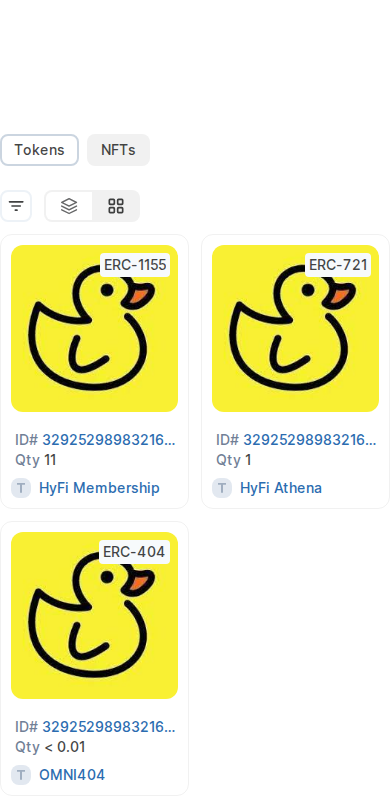 Tokens
NFTs
ERC-1155
ID# 32925298983216...
Qty 11
T HyFi Membership
ERC-721
ID# 32925298983216...
Qty 1
T HyFi Athena
ERC-404
ID# 32925298983216...
Qty < 0.01
T OMNI404